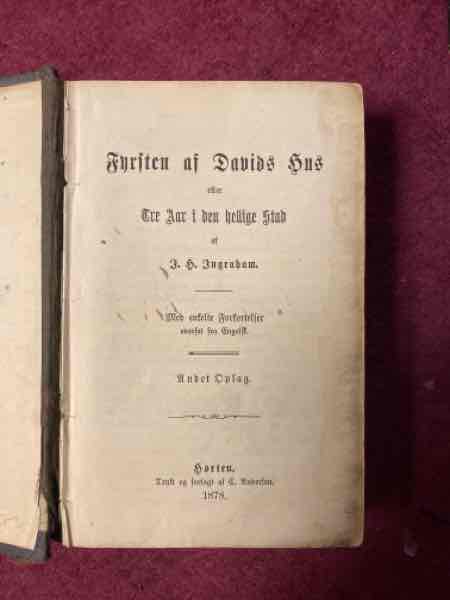 Fyrsten af Davids Hus
eller
Tre Aar i den hellige Stad
af
J. H. Ingraham.
Med enkelte Forkortelser
oversat fra Engelsk.
Andet Oplag.
Horten.
Trykt og forlagt af C. Andersen.
1878.